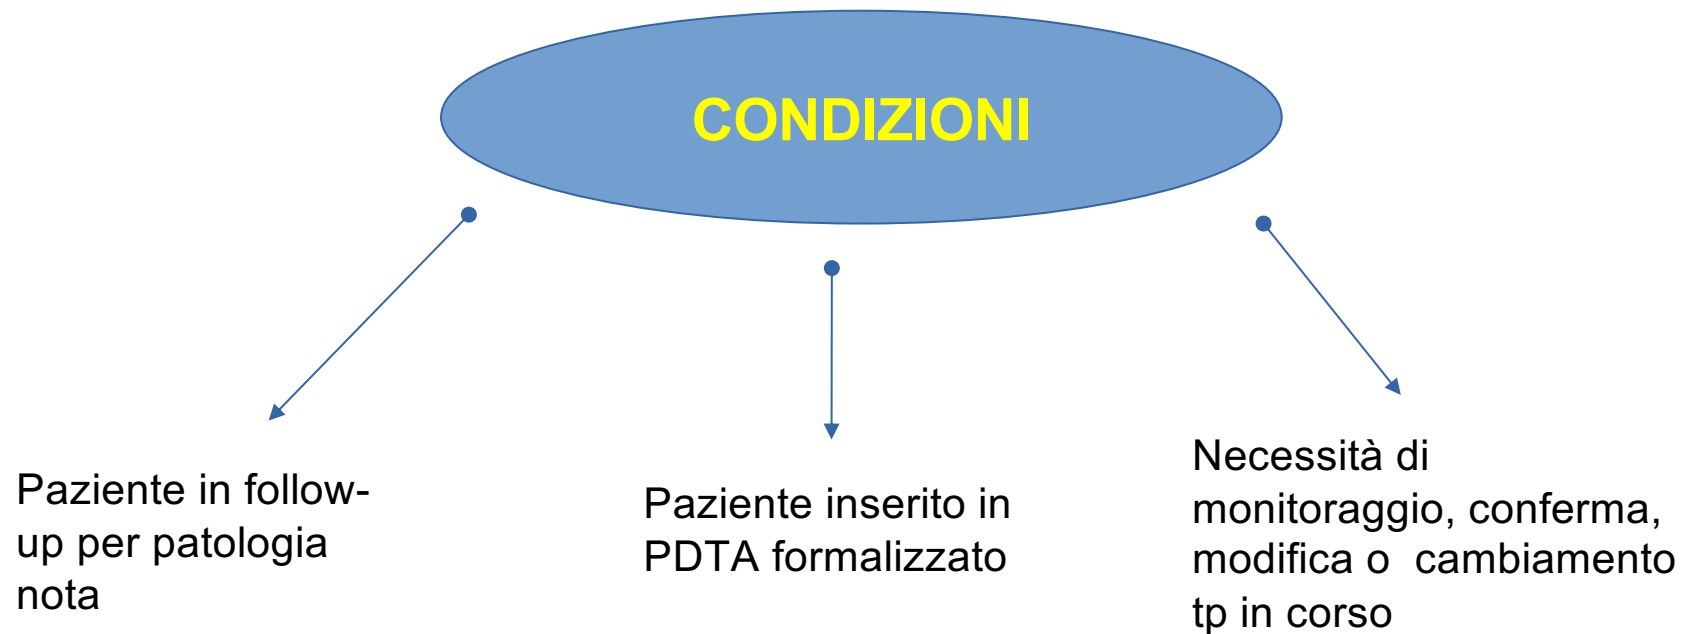 CONDIZIONI
Paziente in follow-
up per patologia
nota
Paziente inserito in
PDTA formalizzato
Necessità di
monitoraggio, conferma,
modifica o  cambiamento
tp in corso